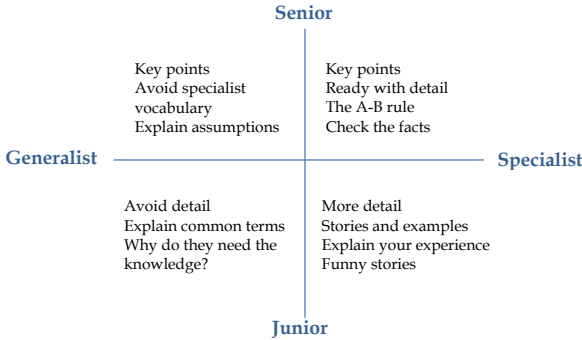 Senior
Key points
Avoid specialist
vocabulary
Explain assumptions
Key points
Ready with detail
The A-B rule
Check the facts
Generalist
Specialist
Avoid detail
Explain common terms
Why do they need the
knowledge?
More detail
Stories and examples
Explain your experience
Funny stories
Junior